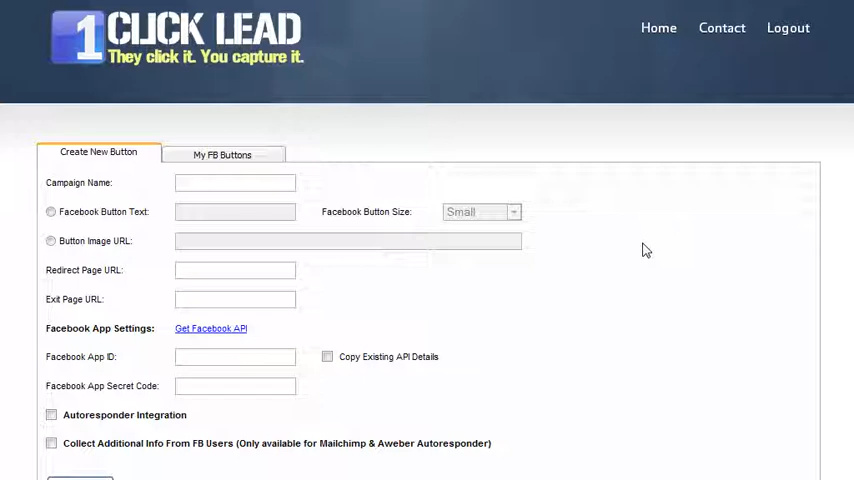 1 CLICK LEAD
They click it. You capture it.
Home Contact Logout
Create New Button My FB Buttons
Campaign Name:
Facebook Button Text: Facebook Button Size: Small
Button Image URL:
Redirect Page URL:
Exit Page URL:
Facebook App Settings: Get Facebook API
Facebook App ID: Copy Existing API Details
Facebook App Secret Code:
Autoresponder Integration
Collect Additional Info From FB Users (Only available for Mailchimp & Aweber Autoresponder)